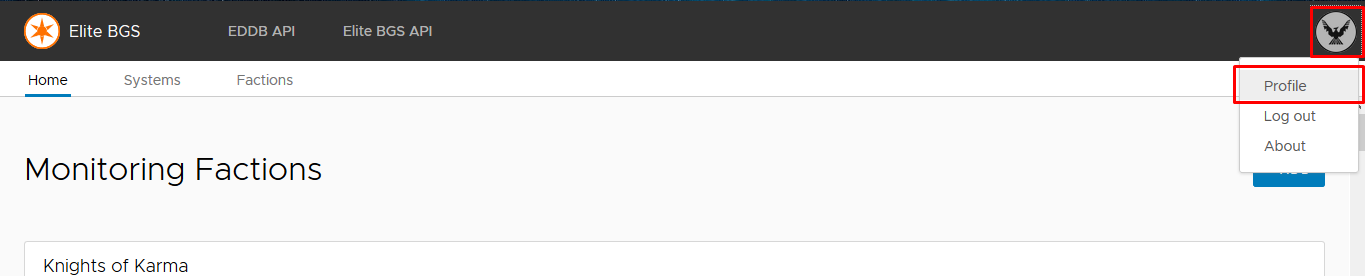 Elite BGS EDDB API Elite BGS API
Home Systems Factions
Profile
Log out
About
Monitoring Factions
Knights of Karma